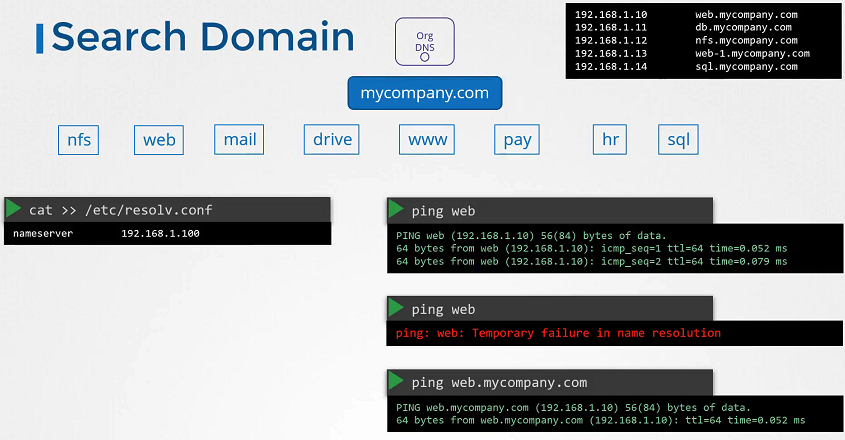 Search Domain
Org
DNS
192.168.1.10 web.mycompany.com
192.168.1.11 db.mycompany.com
192.168.1.12 nfs.mycompany.com
192.168.1.13 web-1.mycompany.com
192.168.1.14 sql.mycompany.com
mycompany.com
nfs web mail drive www pay hr sql
cat >> /etc/resolv.conf
nameserver 192.168.1.100
ping web
PING web (192.168.1.10) 56(84) bytes of data.
64 bytes from web (192.168.1.10): icmp_seq=1 ttl=64 time=0.052 ms
64 bytes from web (192.168.1.10): icmp_seq=2 ttl=64 time=0.079 ms
ping web
ping: web: Temporary failure in name resolution
ping web.mycompany.com
PING web.mycompany.com (192.168.1.10) 56(84) bytes of data.
64 bytes from web.mycompany.com (192.168.1.10): ttl=64 time=0.052 ms